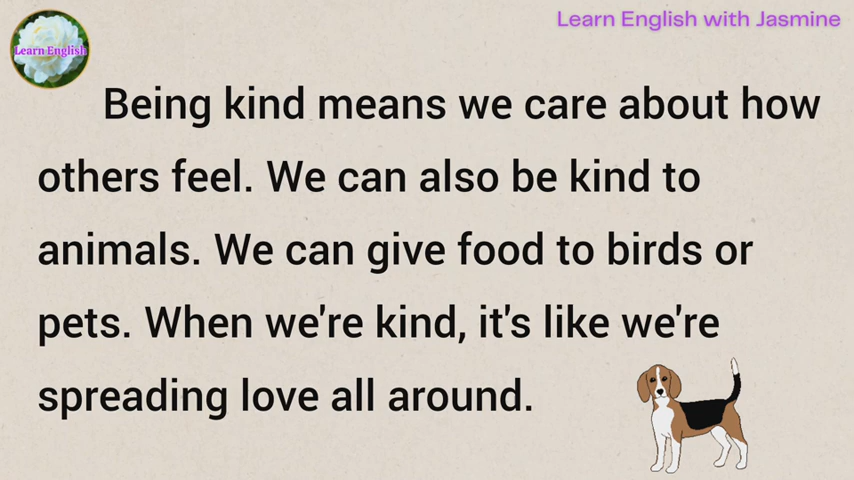 Learn English with Jasmine
Learn English
Being kind means we care about how
others feel. We can also be kind to
animals. We can give food to birds or
pets. When we're kind, it's like we're
spreading love all around.